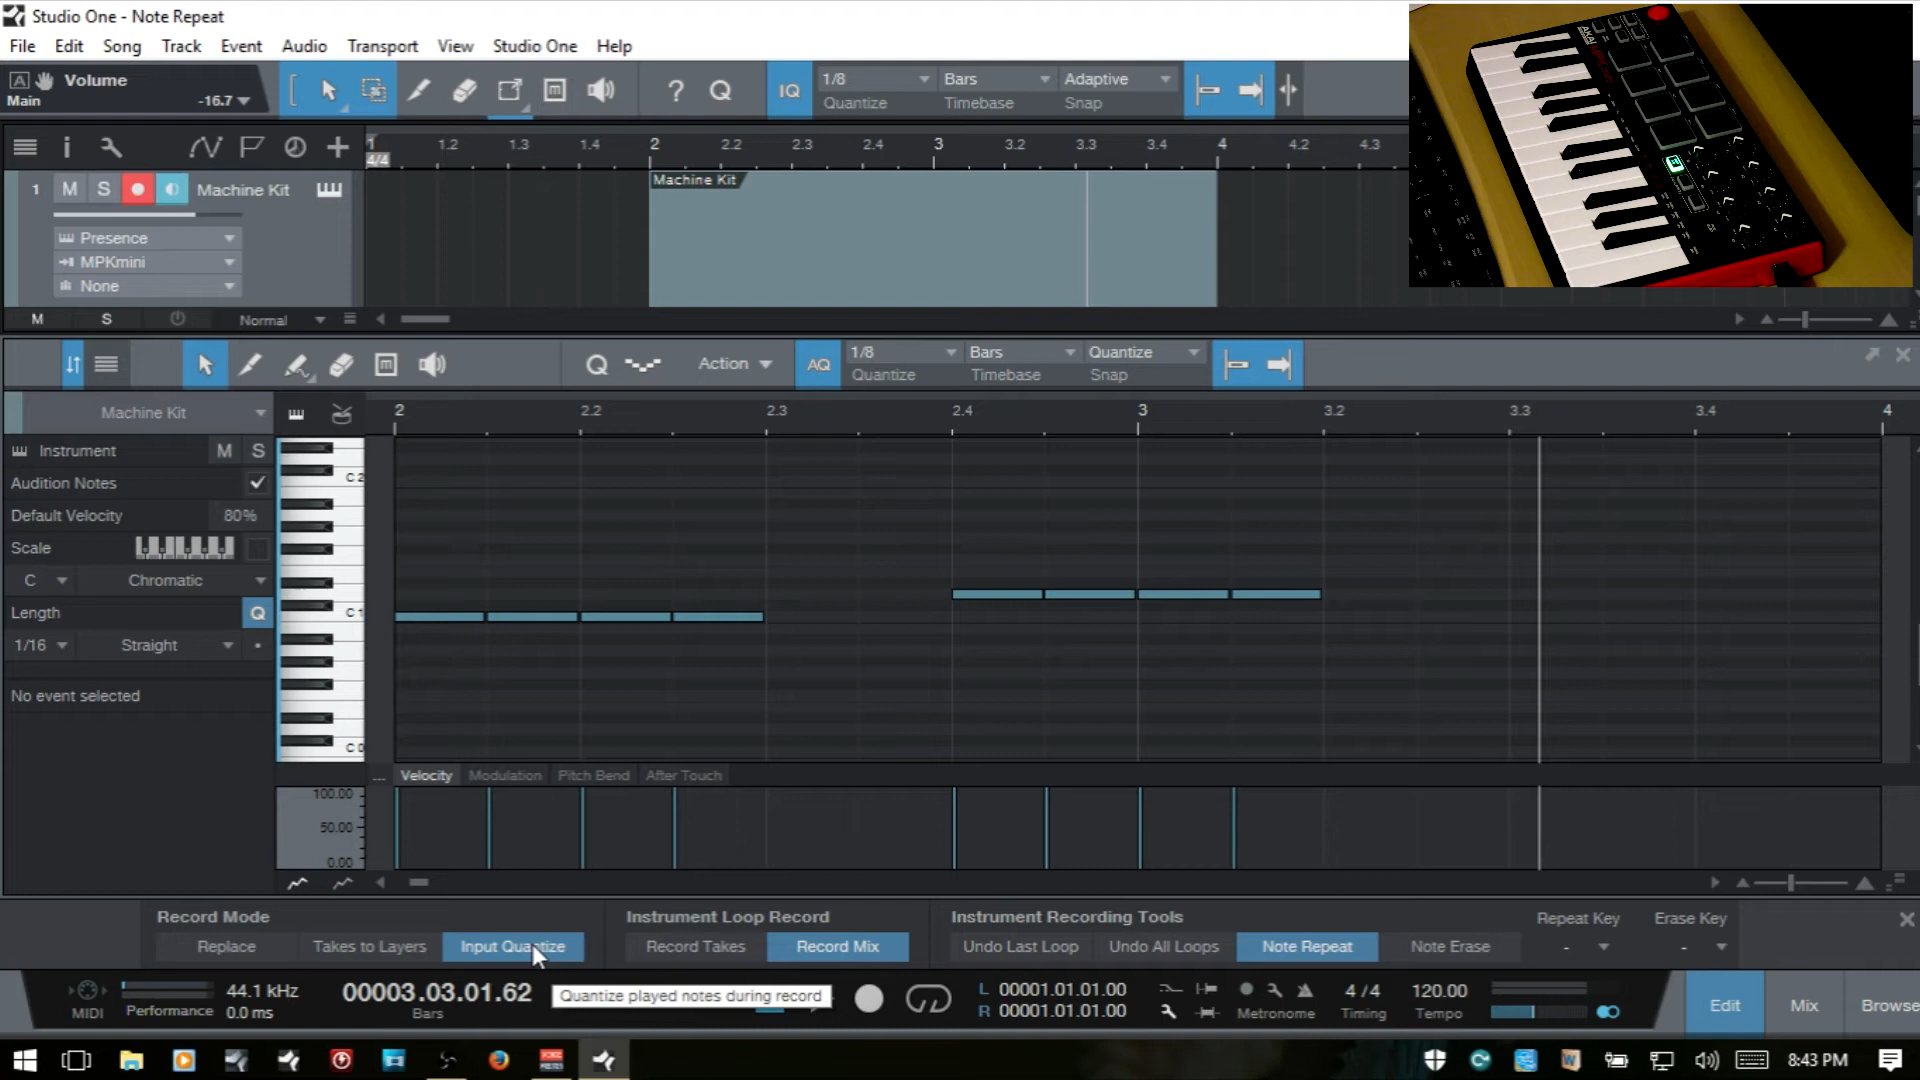 Studio One - Note Repeat
File Edit Song Track Event Audio Transport View Studio One Help
A Volume
Main -16.7
? Q IQ 1/8 Bars Adaptive
Quantize Timebase Snap
1 1.2 1.3 1.4 2 2.2 2.3 2.4 3 3.2 3.3 3.4 4 4.2 4.3
4/4
1 M S Machine Kit
Machine Kit
Presence
MPKmini
None
M S Normal
Q Action AQ 1/8 Bars Quantize
Quantize Timebase Snap
Machine Kit 2 2.2 2.3 2.4 3 3.2 3.3 3.4 4
Instrument M S
C 2
Audition Notes
Default Velocity 80%
Scale
C Chromatic
Length Q
C 1
1/16 Straight
No event selected
C 0
... Velocity Modulation Pitch Bend After Touch
100.00
50.00
0.00
Record Mode Instrument Loop Record Instrument Recording Tools Repeat Key Erase Key
Replace Takes to Layers Input Quantize Record Takes Record Mix Undo Last Loop Undo All Loops Note Repeat Note Erase - -
MIDI Performance 44.1 kHz
0.0 ms
00003.03.01.62
Bars
Quantize played notes during record
L 00001.01.01.00
R 00001.01.01.00
Metronome
4 / 4
Timing
120.00
Tempo
Edit Mix Browse
8:43 PM